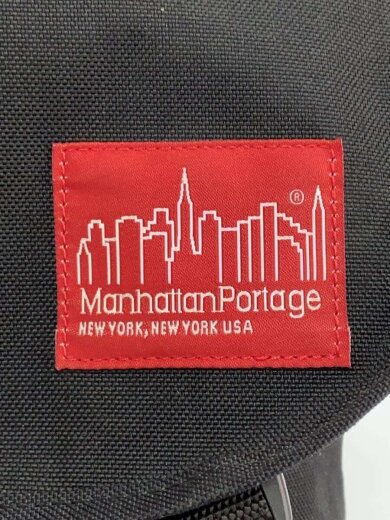 ®
ManhattanPortage
NEW YORK, NEW YORK USA